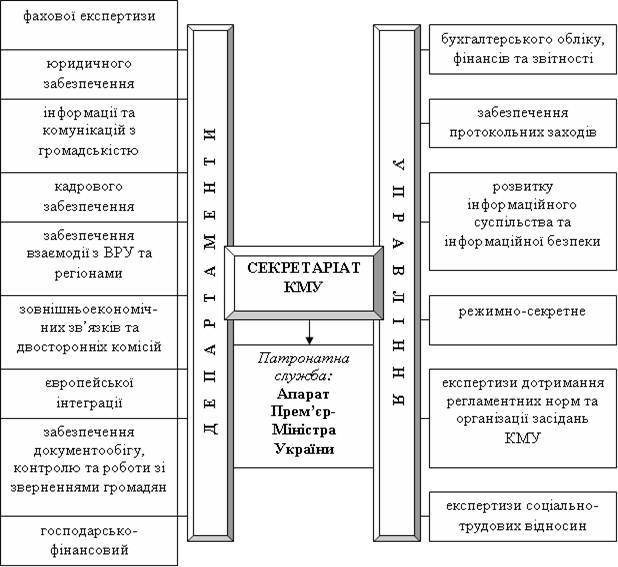 фахової експертизи
юридичного
забезпечення
інформації та
комунікацій з
громадськістю
кадрового
забезпечення
забезпечення
взаємодії з ВРУ та
регіонами
зовнішньоекономіч-
них зв’язків та
двосторонніх комісій
європейської
інтеграції
забезпечення
документообігу,
контролю та роботи зі
зверненнями громадян
господарсько-
фінансовий
ДЕПАРТАМЕНТИ
СЕКРЕТАРІАТ
КМУ
Патронатна
служба:
Апарат
Прем’єр-
Міністра
України
УПРАВЛІННЯ
бухгалтерського обліку,
фінансів та звітності
забезпечення
протокольних заходів
розвитку
інформаційного
суспільства та
інформаційної безпеки
режимно-секретне
експертизи дотримання
регламентних норм та
організації засідань
КМУ
експертизи соціально-
трудових відносин